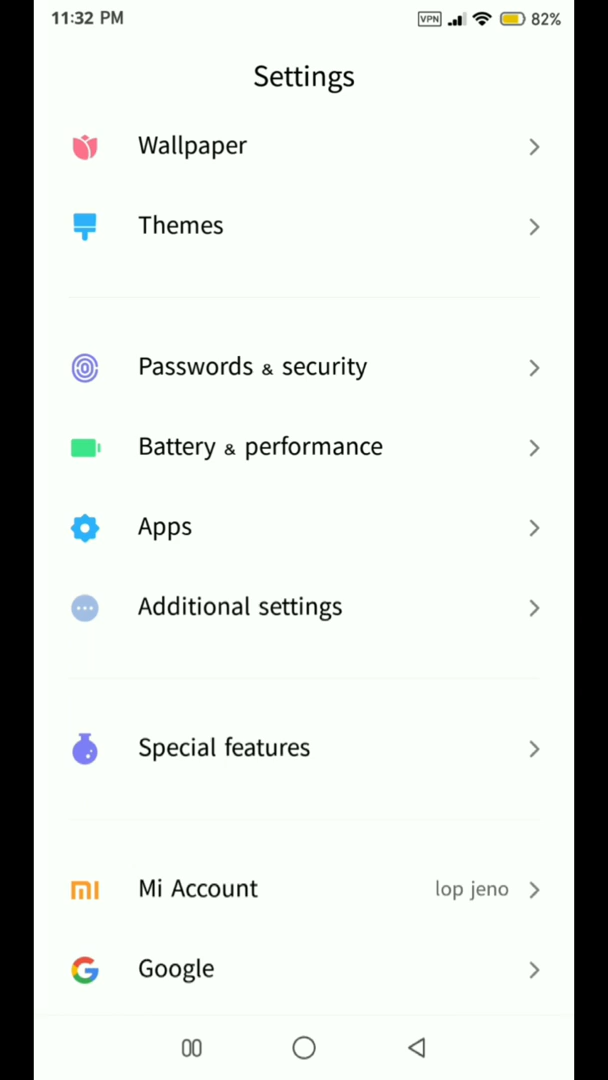 11:32 PM VPN 82%
Settings
Wallpaper
Themes
Passwords & security
Battery & performance
Apps
Additional settings
Special features
Mi Account lop jeno
Google